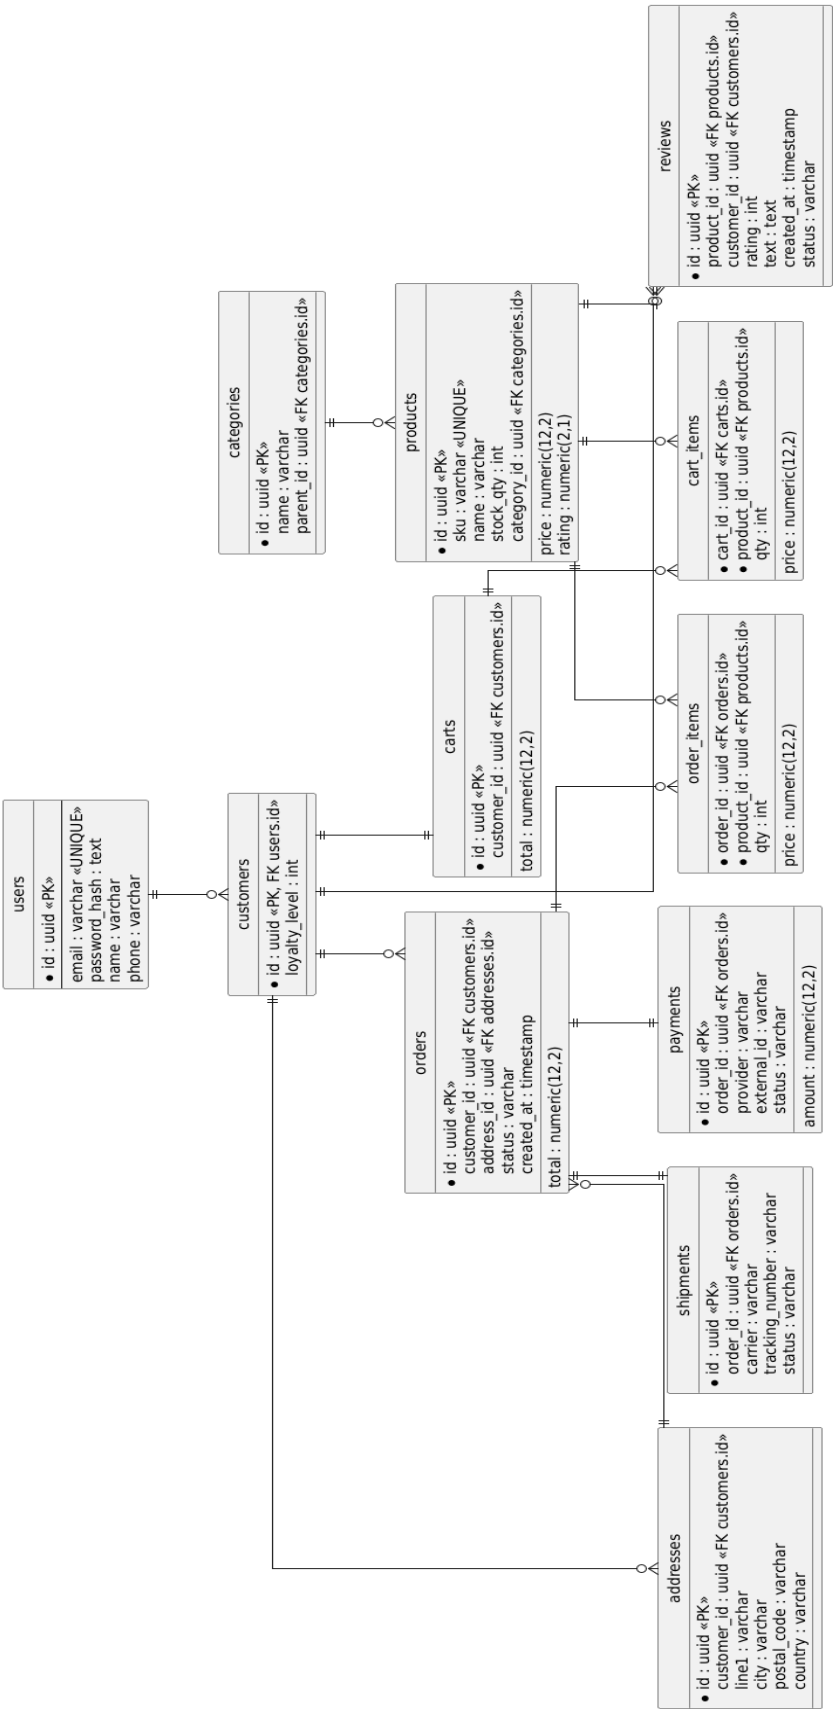 users
id : uuid «PK»
email : varchar «UNIQUE»
password_hash : text
name : varchar
phone : varchar
customers
id : uuid «PK, FK users.id»
loyalty_level : int
categories
id : uuid «PK»
name : varchar
parent_id : uuid «FK categories.id»
products
id : uuid «PK»
sku : varchar «UNIQUE»
name : varchar
stock_qty : int
category_id : uuid «FK categories.id»
price : numeric(12,2)
rating : numeric(2,1)
carts
id : uuid «PK»
customer_id : uuid «FK customers.id»
total : numeric(12,2)
orders
id : uuid «PK»
customer_id : uuid «FK customers.id»
address_id : uuid «FK addresses.id»
status : varchar
created_at : timestamp
total : numeric(12,2)
addresses
id : uuid «PK»
customer_id : uuid «FK customers.id»
line1 : varchar
city : varchar
postal_code : varchar
country : varchar
shipments
id : uuid «PK»
order_id : uuid «FK orders.id»
carrier : varchar
tracking_number : varchar
status : varchar
payments
id : uuid «PK»
order_id : uuid «FK orders.id»
provider : varchar
external_id : varchar
status : varchar
amount : numeric(12,2)
order_items
order_id : uuid «FK orders.id»
product_id : uuid «FK products.id»
qty : int
price : numeric(12,2)
cart_items
cart_id : uuid «FK carts.id»
product_id : uuid «FK products.id»
qty : int
price : numeric(12,2)
reviews
id : uuid «PK»
product_id : uuid «FK products.id»
customer_id : uuid «FK customers.id»
rating : int
text : text
created_at : timestamp
status : varchar